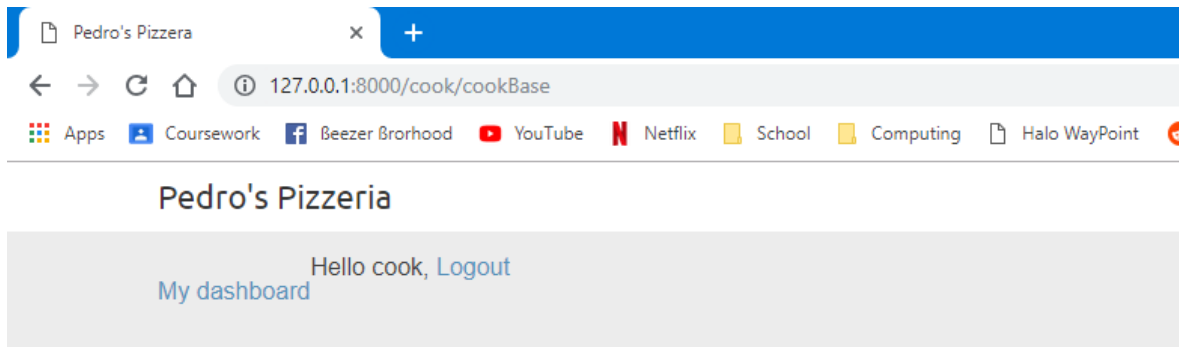 Pedro's Pizzera
127.0.0.1:8000/cook/cookBase
Apps Coursework ßeezer ßrorhood YouTube Netflix School Computing Halo WayPoint
Pedro's Pizzeria
Hello cook, Logout
My dashboard